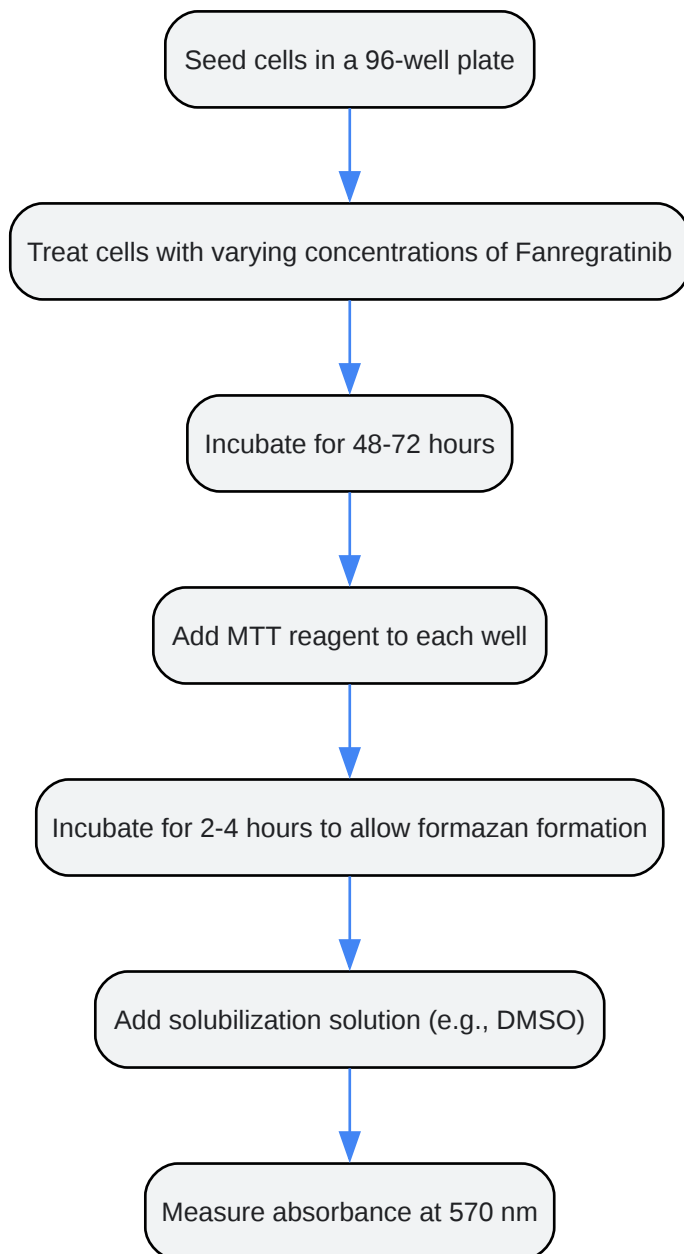 Seed cells in a 96-well plate
Treat cells with varying concentrations of Fanregratinib
Incubate for 48-72 hours
Add MTT reagent to each well
Incubate for 2-4 hours to allow formazan formation
Add solubilization solution (e.g., DMSO)
Measure absorbance at 570 nm